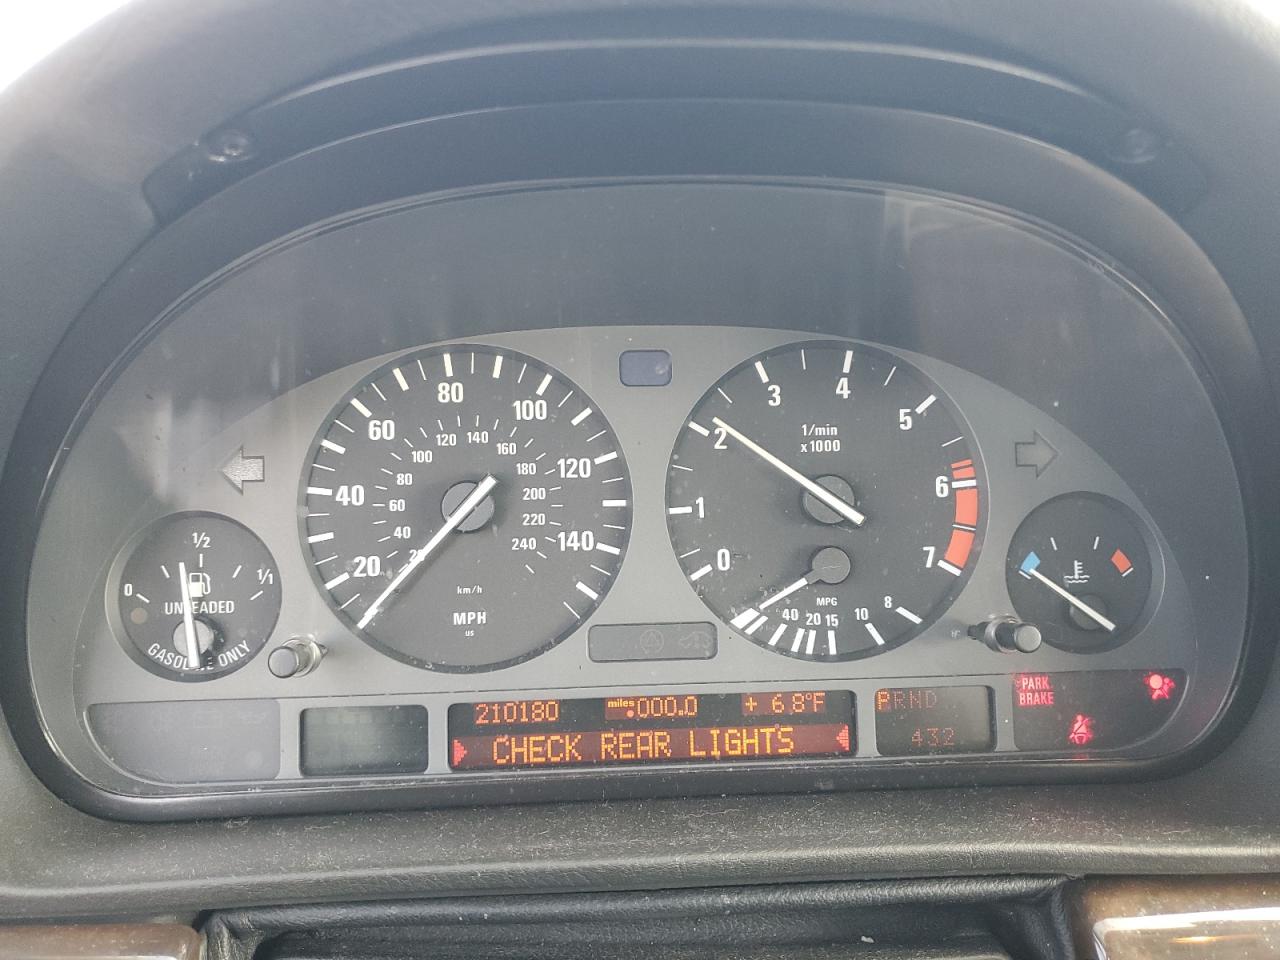 80
100
120
140
60
40
20
120 140
100
160
80
180
60
200
40
220
20
240
km/h
MPH
us
3
4
5
2
1/min
x1000
6
1
0
7
MPG
40 20 15 10 8
1/2
0
1/1
UNLEADED
GASOLINE ONLY
210180 miles 000.0 + 68°F
CHECK REAR LIGHTS
PRND
432
PARK
BRAKE